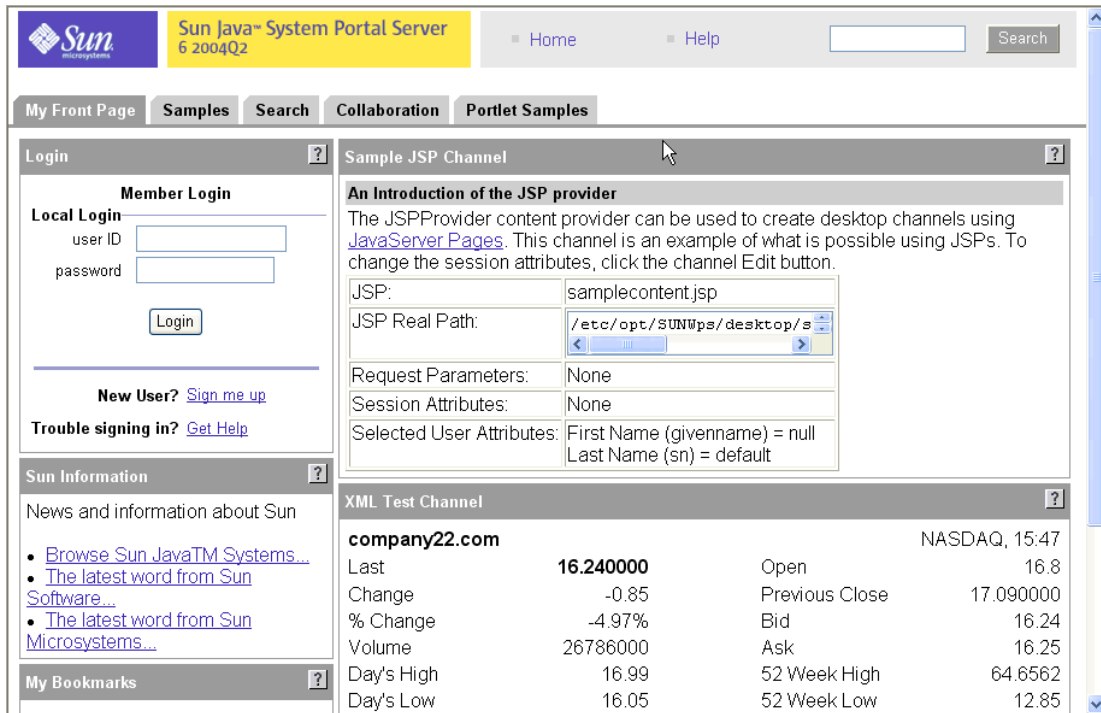 Sun
microsystems
Sun Java™ System Portal Server
6 2004Q2
Home
Help
Search
My Front Page
Samples
Search
Collaboration
Portlet Samples
Login
?
Member Login
Local Login
user ID
password
Login
New User? Sign me up
Trouble signing in? Get Help
Sun Information
?
News and information about Sun
• Browse Sun JavaTM Systems...
• The latest word from Sun
Software...
• The latest word from Sun
Microsystems...
My Bookmarks
?
Sample JSP Channel
?
An Introduction of the JSP provider
The JSPProvider content provider can be used to create desktop channels using
JavaServer Pages. This channel is an example of what is possible using JSPs. To
change the session attributes, click the channel Edit button.
JSP: samplecontent.jsp
JSP Real Path: /etc/opt/SUNWps/desktop/s
Request Parameters: None
Session Attributes: None
Selected User Attributes: First Name (givenname) = null
Last Name (sn) = default
XML Test Channel
?
company22.com NASDAQ, 15:47
Last 16.240000 Open 16.8
Change -0.85 Previous Close 17.090000
% Change -4.97% Bid 16.24
Volume 26786000 Ask 16.25
Day's High 16.99 52 Week High 64.6562
Day's Low 16.05 52 Week Low 12.85